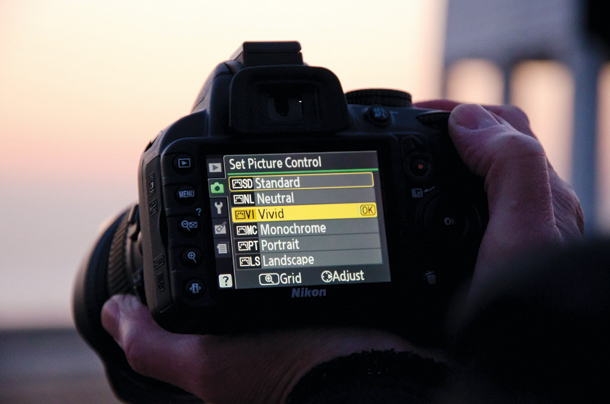 Set Picture Control
SD Standard
NL Neutral
VI Vivid OK
MC Monochrome
PT Portrait
LS Landscape
? Grid Adjust
MENU
?
Nikon